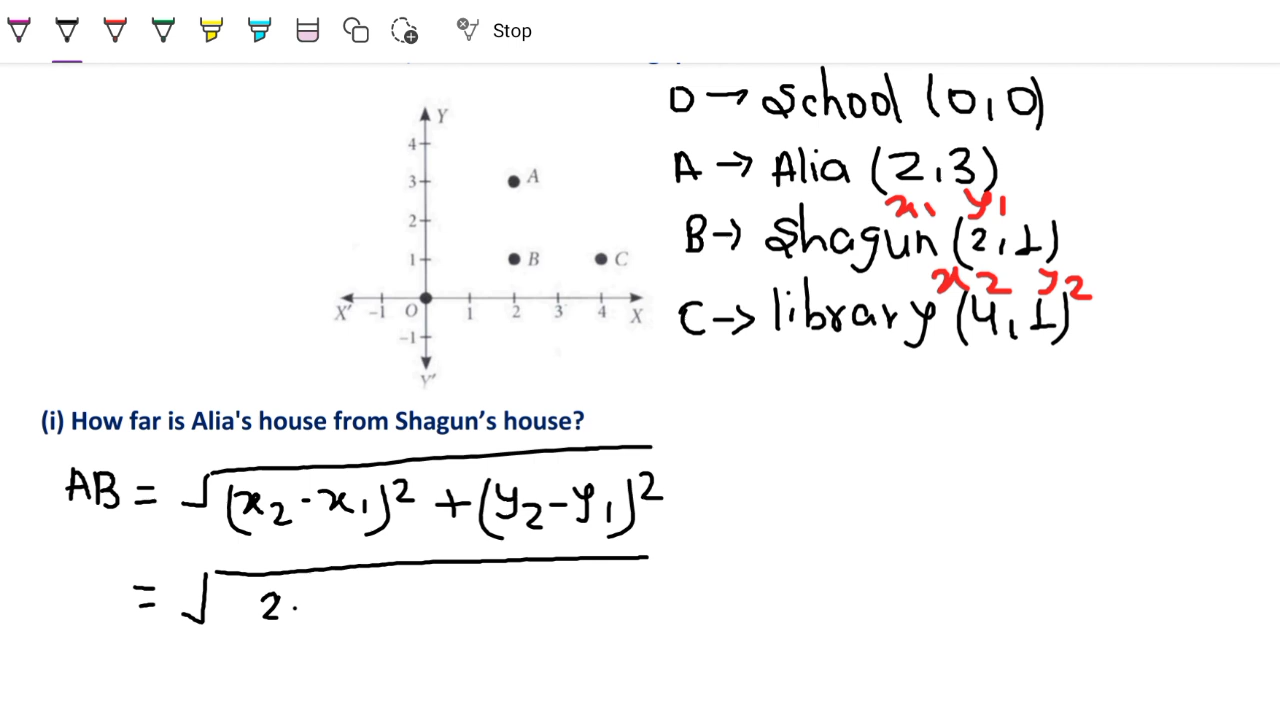 Stop
O → School (0,0)
A → Alia (2,3)
x₁ y₁
B → Shagun (2,1)
x₂ y₂
C → library (4,1)
Y
4
3
A
2
1
B
C
X' -1 O 1 2 3 4 X
-1
Y'
(i) How far is Alia's house from Shagun's house?
AB = √(x₂-x₁)² + (y₂-y₁)²
= √ 2.